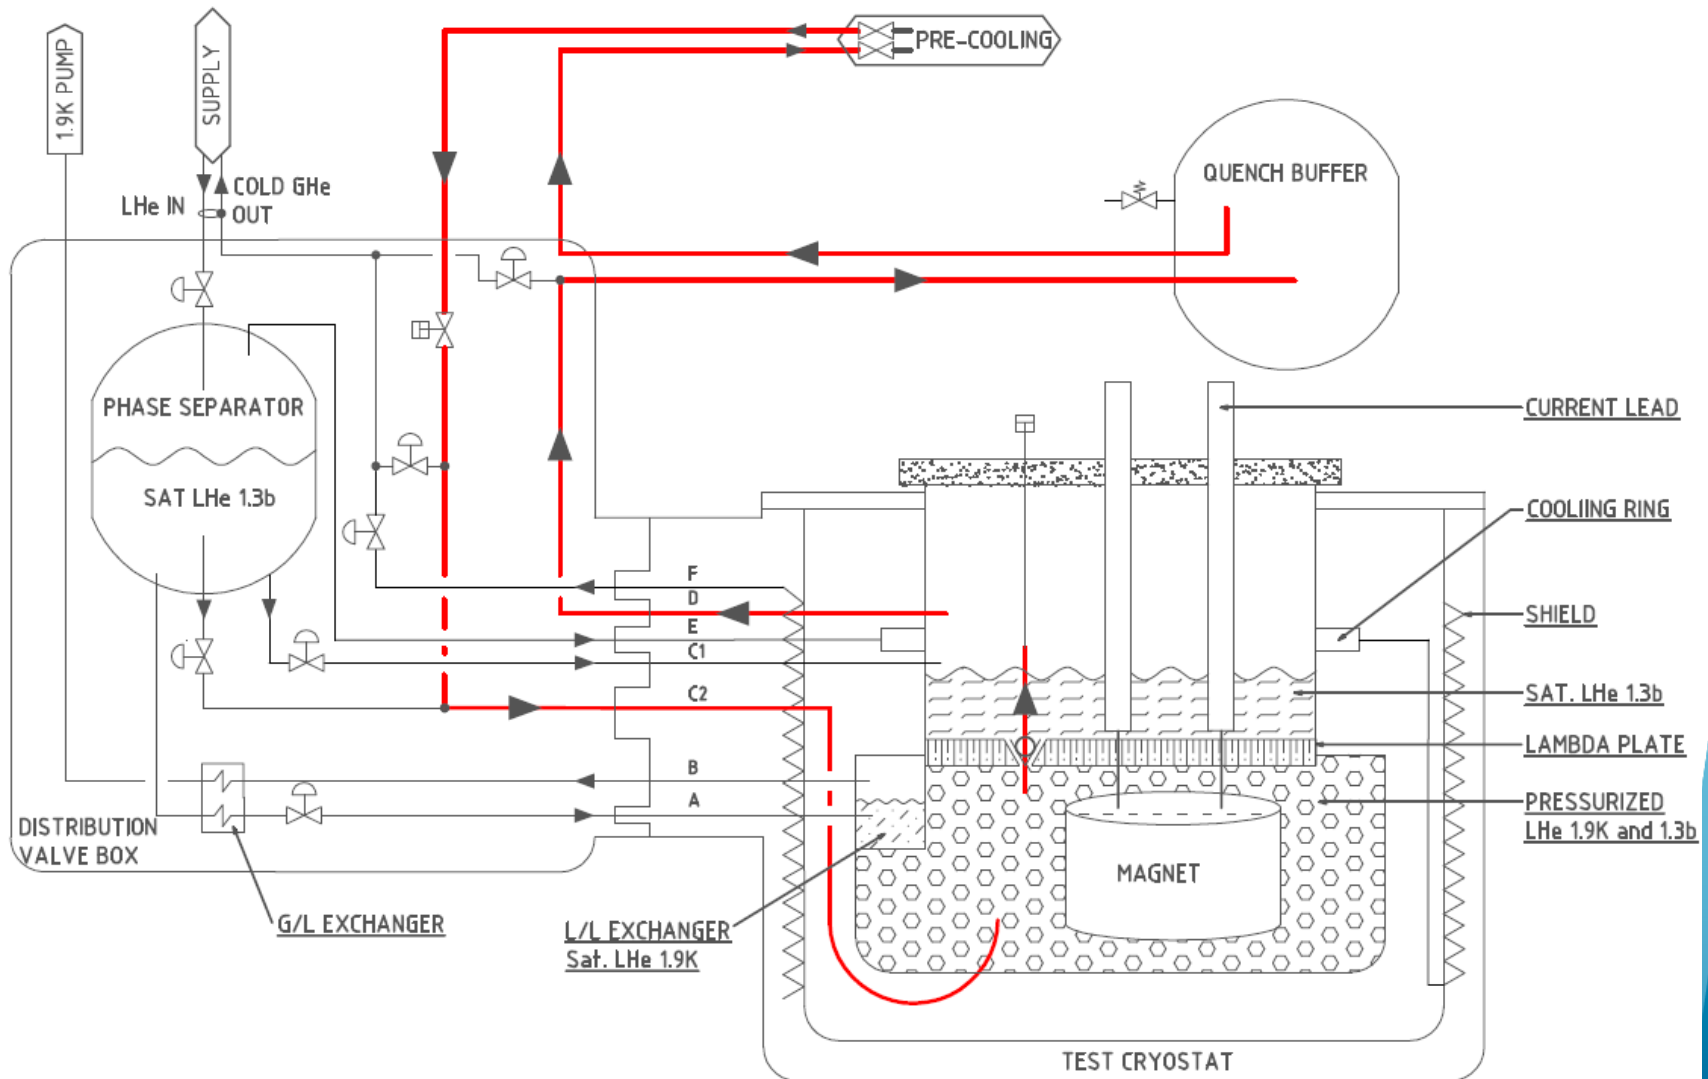 1.9K PUMP
SUPPLY
PRE-COOLING
LHe IN
COLD GHe
OUT
QUENCH BUFFER
PHASE SEPARATOR
SAT LHe 1.3b
CURRENT LEAD
COOLIING RING
SHIELD
SAT. LHe 1.3b
LAMBDA PLATE
PRESSURIZED
LHe 1.9K and 1.3b
F
D
E
C1
C2
B
A
DISTRIBUTION
VALVE BOX
G/L EXCHANGER
L/L EXCHANGER
Sat. LHe 1.9K
MAGNET
TEST CRYOSTAT